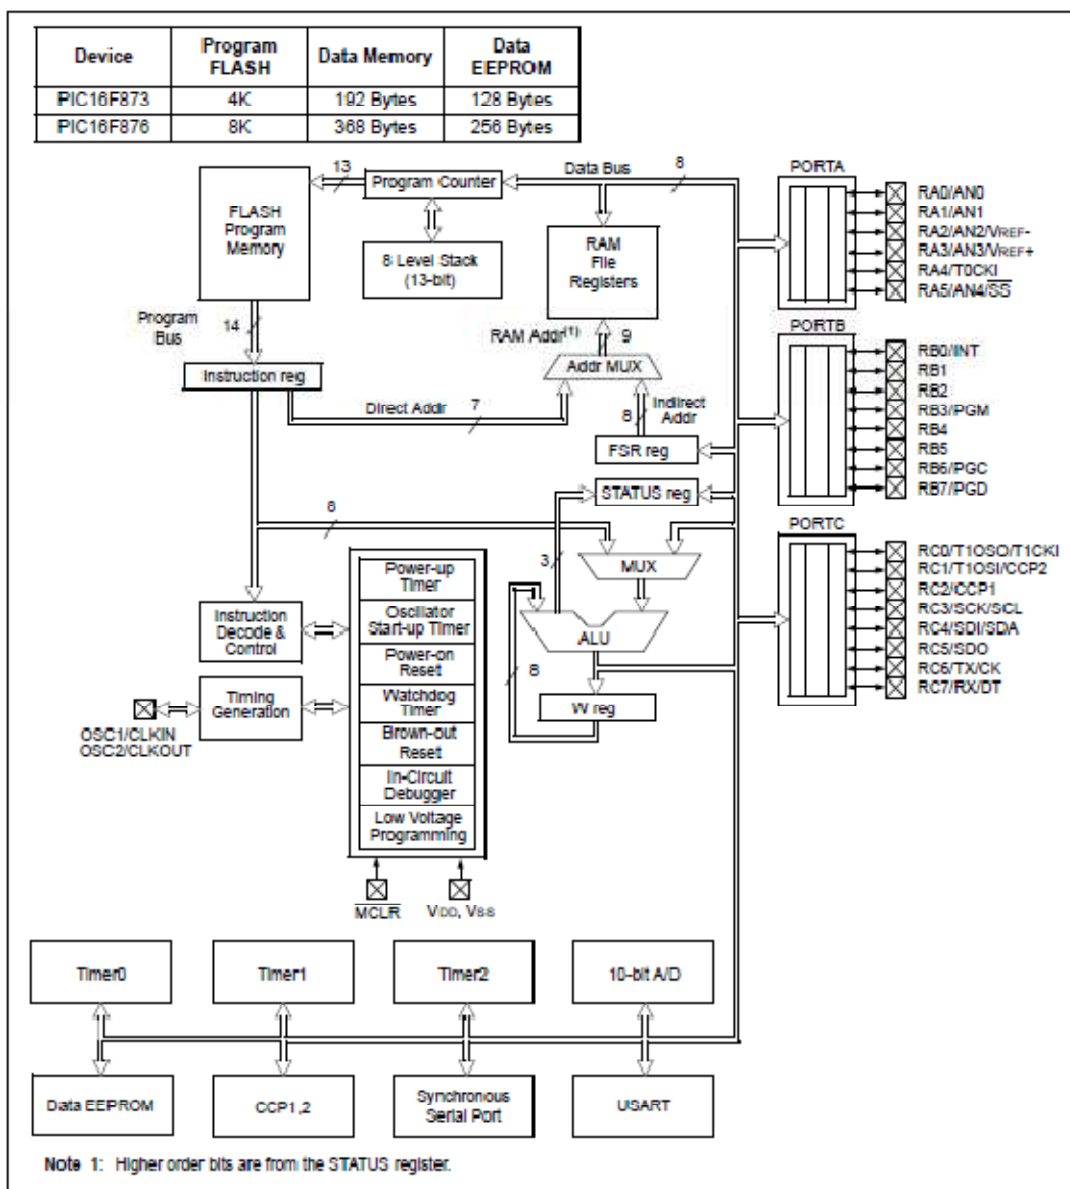 Device Program FLASH Data Memory Data EEPROM
PIC16F873 4K 192 Bytes 128 Bytes
PIC16F876 8K 368 Bytes 256 Bytes
13
Program Counter
Data Bus
8
PORTA
FLASH
Program
Memory
8 Level Stack
(13-bit)
RAM
File
Registers
RA0/AN0
RA1/AN1
RA2/AN2/VREF-
RA3/AN3/VREF+
RA4/T0CKI
RA5/AN4/SS
Program
Bus
14
RAM Addr(1)
9
PORTB
Instruction reg
Addr MUX
Direct Addr
7
8
Indirect
Addr
FSR reg
STATUS reg
RB0/INT
RB1
RB2
RB3/PGM
RB4
RB5
RB6/PGC
RB7/PGD
8
3
MUX
PORTC
Power-up
Timer
Oscillator
Start-up Timer
Power-on
Reset
Watchdog
Timer
Brown-out
Reset
In-Circuit
Debugger
Low Voltage
Programming
Instruction
Decode &
Control
ALU
8
W reg
RC0/T1OSO/T1CKI
RC1/T1OSI/CCP2
RC2/CCP1
RC3/SCK/SCL
RC4/SDI/SDA
RC5/SDO
RC6/TX/CK
RC7/RX/DT
Timing
Generation
OSC1/CLKIN
OSC2/CLKOUT
MCLR
VDD, VSS
Timer0
Timer1
Timer2
10-bit A/D
Data EEPROM
CCP1,2
Synchronous
Serial Port
USART
Note 1: Higher order bits are from the STATUS register.